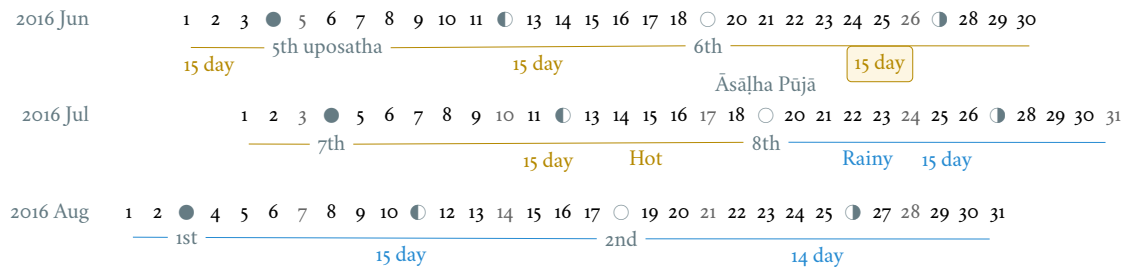 2016 Jun 1 2 3 5 6 7 8 9 10 11 13 14 15 16 17 18 20 21 22 23 24 25 26 28 29 30
5th uposatha 6th
15 day 15 day 15 day
Āsāḷha Pūjā
2016 Jul 1 2 3 5 6 7 8 9 10 11 13 14 15 16 17 18 20 21 22 23 24 25 26 28 29 30 31
7th 8th
15 day Hot Rainy 15 day
2016 Aug 1 2 4 5 6 7 8 9 10 12 13 14 15 16 17 19 20 21 22 23 24 25 27 28 29 30 31
1st 2nd
15 day 14 day